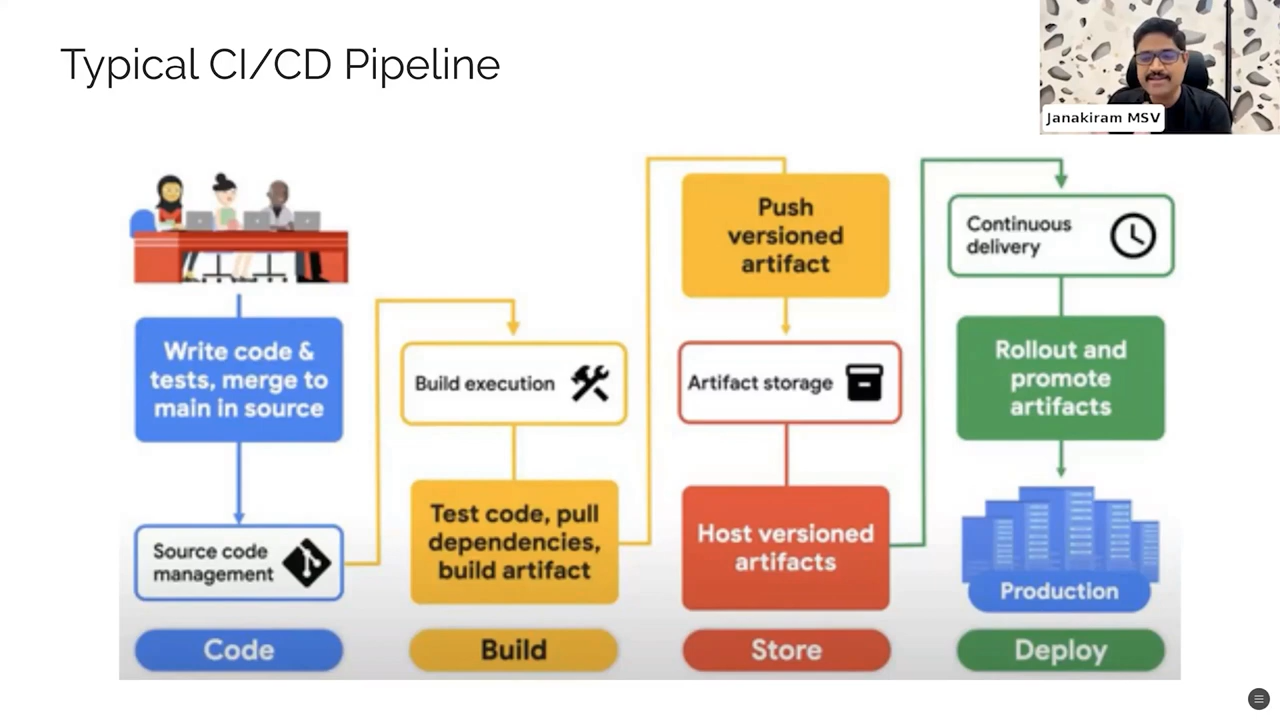 Typical CI/CD Pipeline
Janakiram MSV
Write code &
tests, merge to
main in source
Source code
management
Code
Build execution
Test code, pull
dependencies,
build artifact
Build
Push
versioned
artifact
Artifact storage
Host versioned
artifacts
Store
Continuous
delivery
Rollout and
promote
artifacts
Production
Deploy